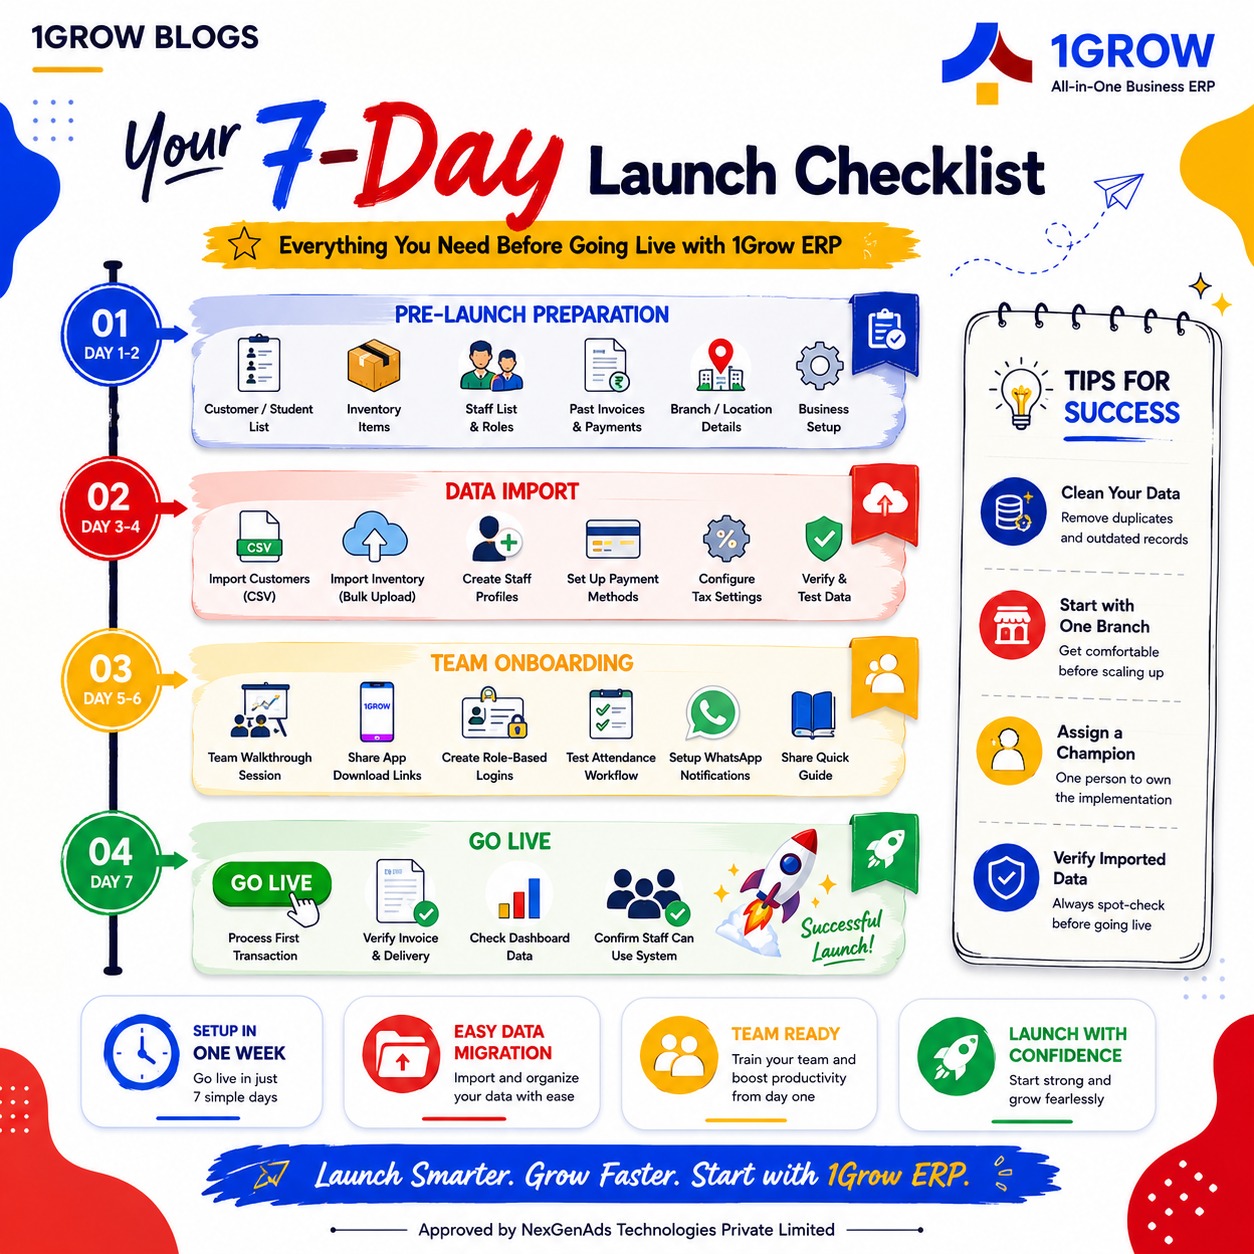 1GROW BLOGS
1GROW
All-in-One Business ERP
Your 7-Day Launch Checklist
Everything You Need Before Going Live with 1Grow ERP
01
DAY 1-2
PRE-LAUNCH PREPARATION
Customer / Student
List
Inventory
Items
Staff List
& Roles
₹
Past Invoices
& Payments
Branch / Location
Details
Business
Setup
02
DAY 3-4
DATA IMPORT
CSV
Import Customers
(CSV)
Import Inventory
(Bulk Upload)
Create Staff
Profiles
Set Up Payment
Methods
%
Configure
Tax Settings
Verify &
Test Data
03
DAY 5-6
TEAM ONBOARDING
Team Walkthrough
Session
1GROW
Share App
Download Links
Create Role-Based
Logins
Test Attendance
Workflow
Setup WhatsApp
Notifications
Share Quick
Guide
04
DAY 7
GO LIVE
GO LIVE
Process First
Transaction
Verify Invoice
& Delivery
Check Dashboard
Data
Confirm Staff Can
Use System
Successful
Launch!
TIPS FOR
SUCCESS
Clean Your Data
Remove duplicates
and outdated records
Start with
One Branch
Get comfortable
before scaling up
Assign a
Champion
One person to own
the implementation
Verify Imported
Data
Always spot-check
before going live
SETUP IN
ONE WEEK
Go live in just
7 simple days
EASY DATA
MIGRATION
Import and organize
your data with ease
TEAM READY
Train your team and
boost productivity
from day one
LAUNCH WITH
CONFIDENCE
Start strong and
grow fearlessly
Launch Smarter. Grow Faster. Start with 1Grow ERP.
Approved by NexGenAds Technologies Private Limited